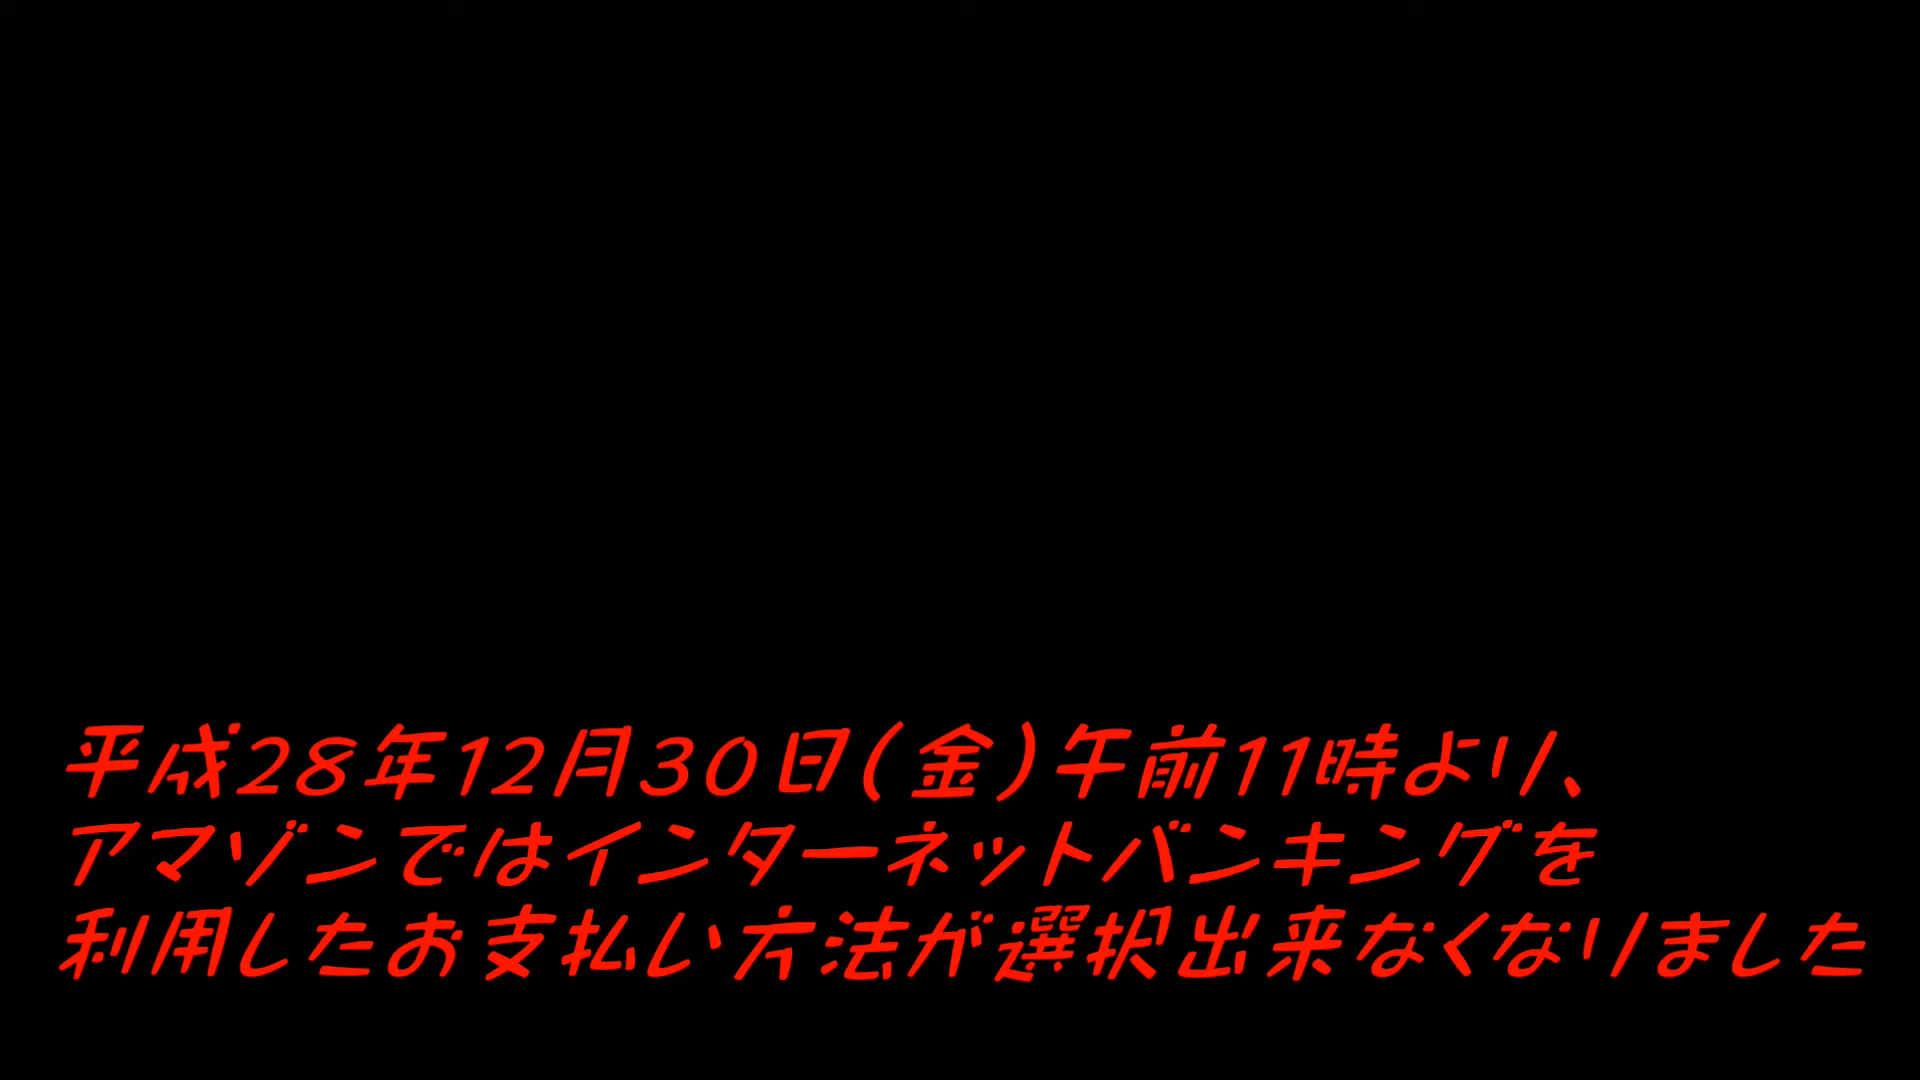 平成28年12月30日(金)午前11時より、
アマゾンではインターネットバンキングを
利用したお支払い方法が選択出来なくなりました